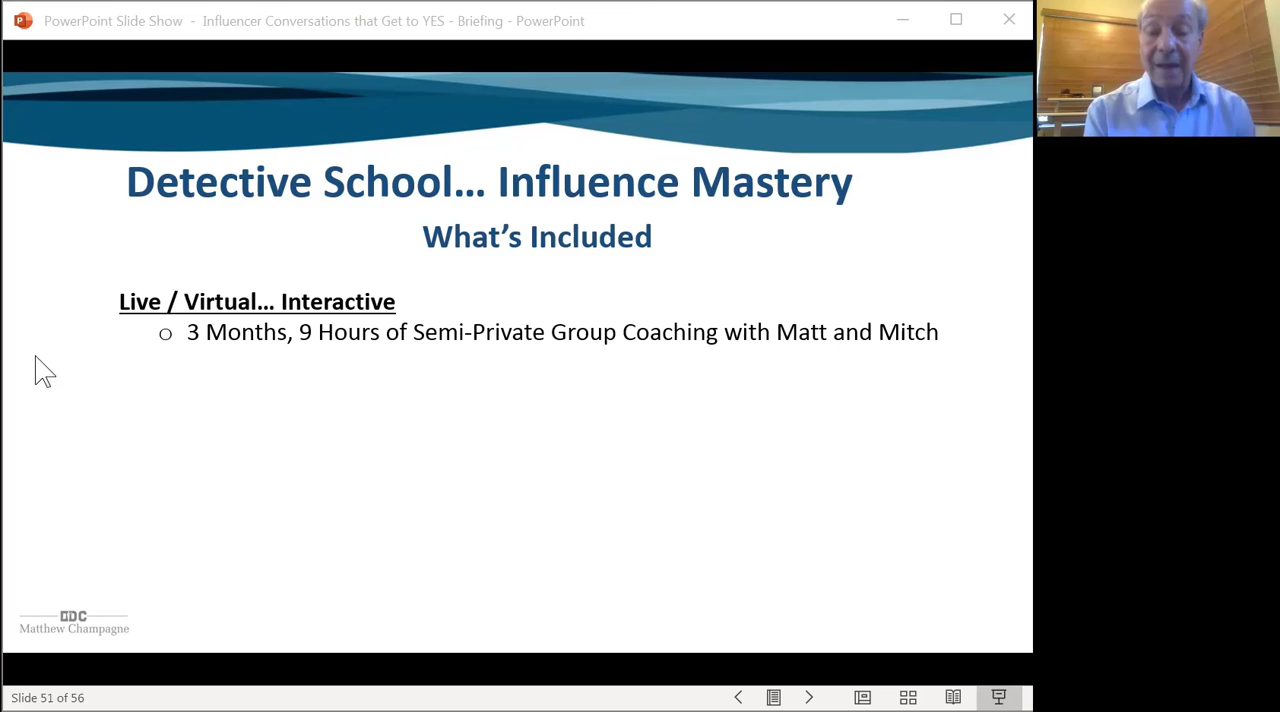 PowerPoint Slide Show - Influencer Conversations that Get to YES - Briefing - PowerPoint
Detective School... Influence Mastery
What's Included
Live / Virtual... Interactive
o 3 Months, 9 Hours of Semi-Private Group Coaching with Matt and Mitch
Matthew Champagne
Slide 51 of 56